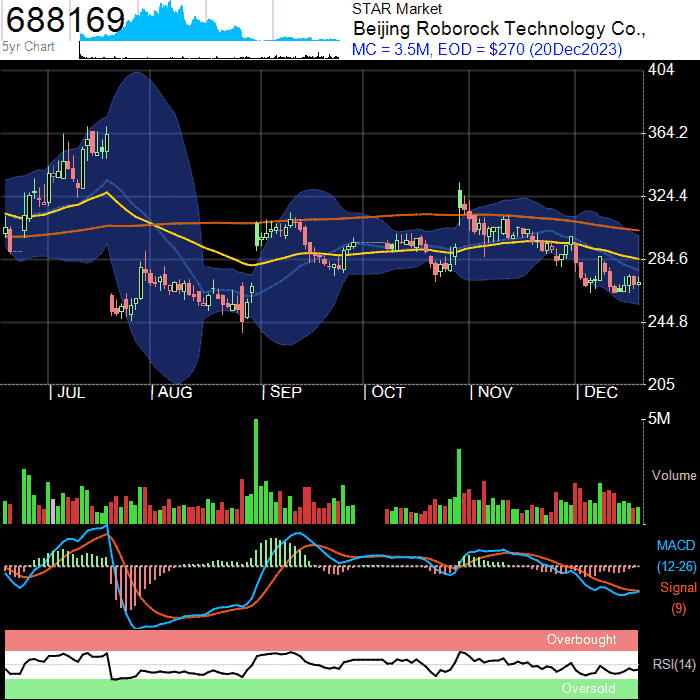 688169
5yr Chart
STAR Market
Beijing Roborock Technology Co.,
MC = 3.5M, EOD = $270 (20Dec2023)
404
364.2
324.4
284.6
244.8
205
| JUL | AUG | SEP | OCT | NOV | DEC
5M
Volume
MACD
(12-26)
Signal
(9)
Overbought
RSI(14)
Oversold